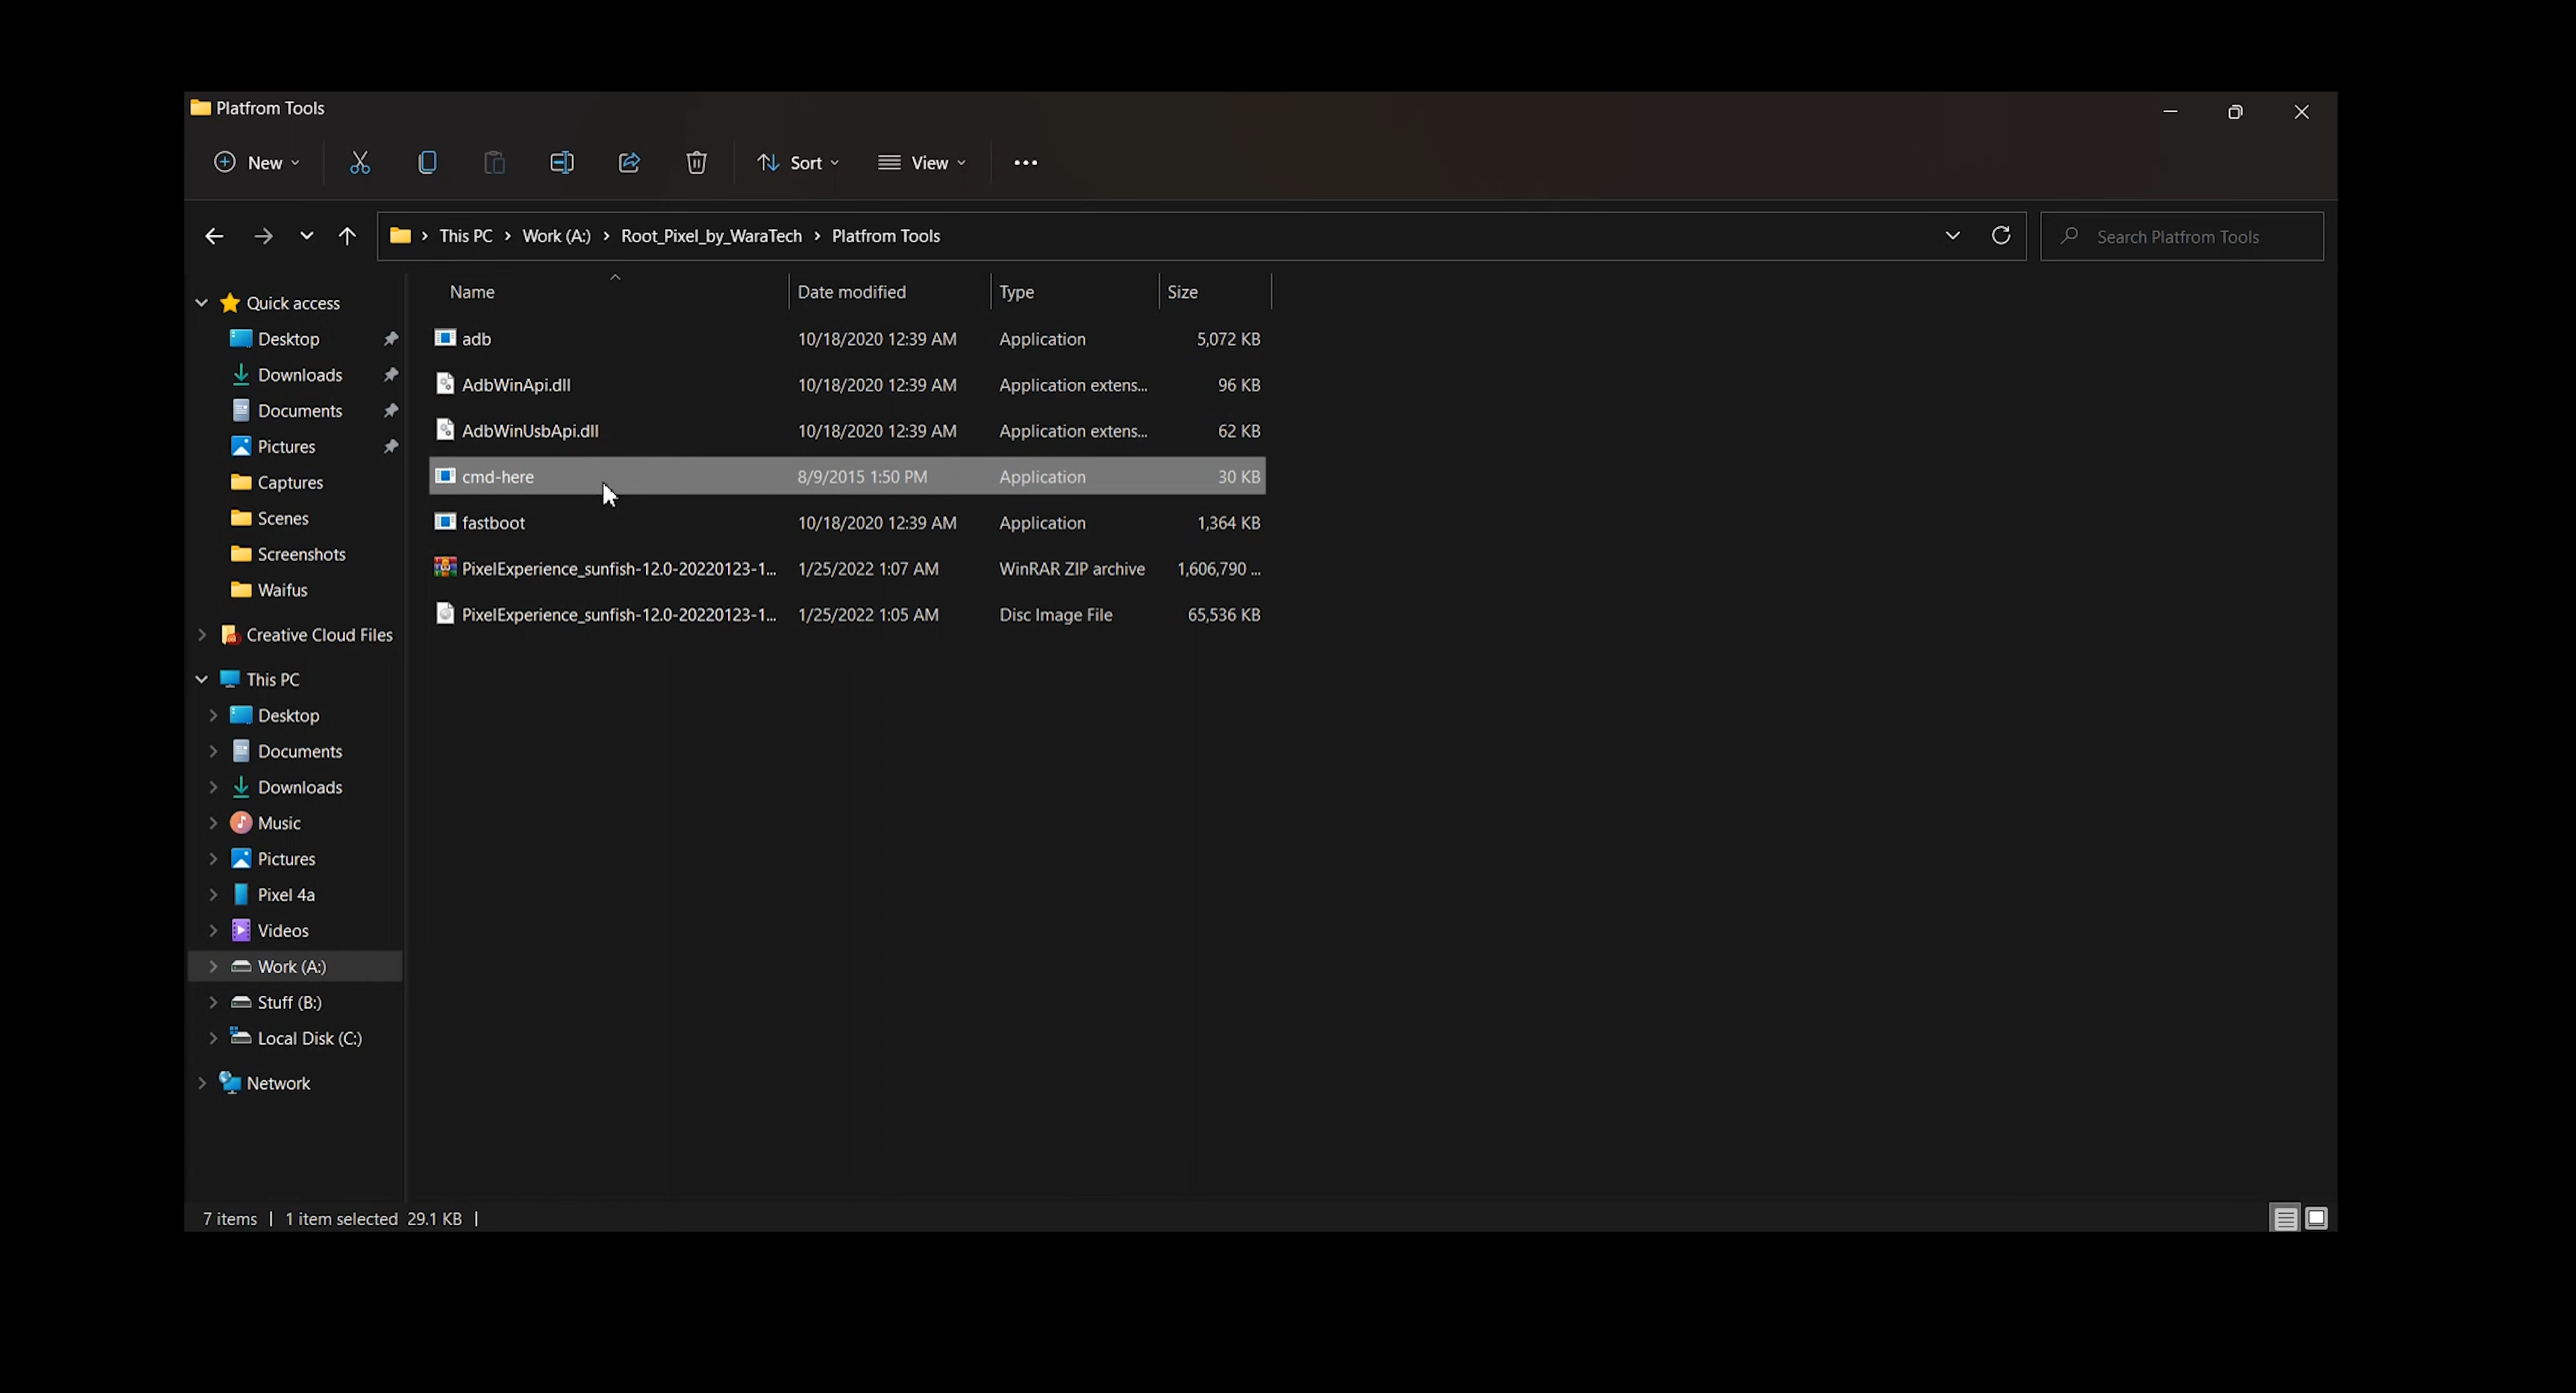 Platfrom Tools
New
Sort
View
This PC > Work (A:) > Root_Pixel_by_WaraTech > Platfrom Tools
Search Platfrom Tools
Quick access
Desktop
Downloads
Documents
Pictures
Captures
Scenes
Screenshots
Waifus
Creative Cloud Files
This PC
Desktop
Documents
Downloads
Music
Pictures
Pixel 4a
Videos
Work (A:)
Stuff (B:)
Local Disk (C:)
Network
Name Date modified Type Size
adb 10/18/2020 12:39 AM Application 5,072 KB
AdbWinApi.dll 10/18/2020 12:39 AM Application extens... 96 KB
AdbWinUsbApi.dll 10/18/2020 12:39 AM Application extens... 62 KB
cmd-here 8/9/2015 1:50 PM Application 30 KB
fastboot 10/18/2020 12:39 AM Application 1,364 KB
PixelExperience_sunfish-12.0-20220123-1... 1/25/2022 1:07 AM WinRAR ZIP archive 1,606,790 ...
PixelExperience_sunfish-12.0-20220123-1... 1/25/2022 1:05 AM Disc Image File 65,536 KB
7 items | 1 item selected 29.1 KB |